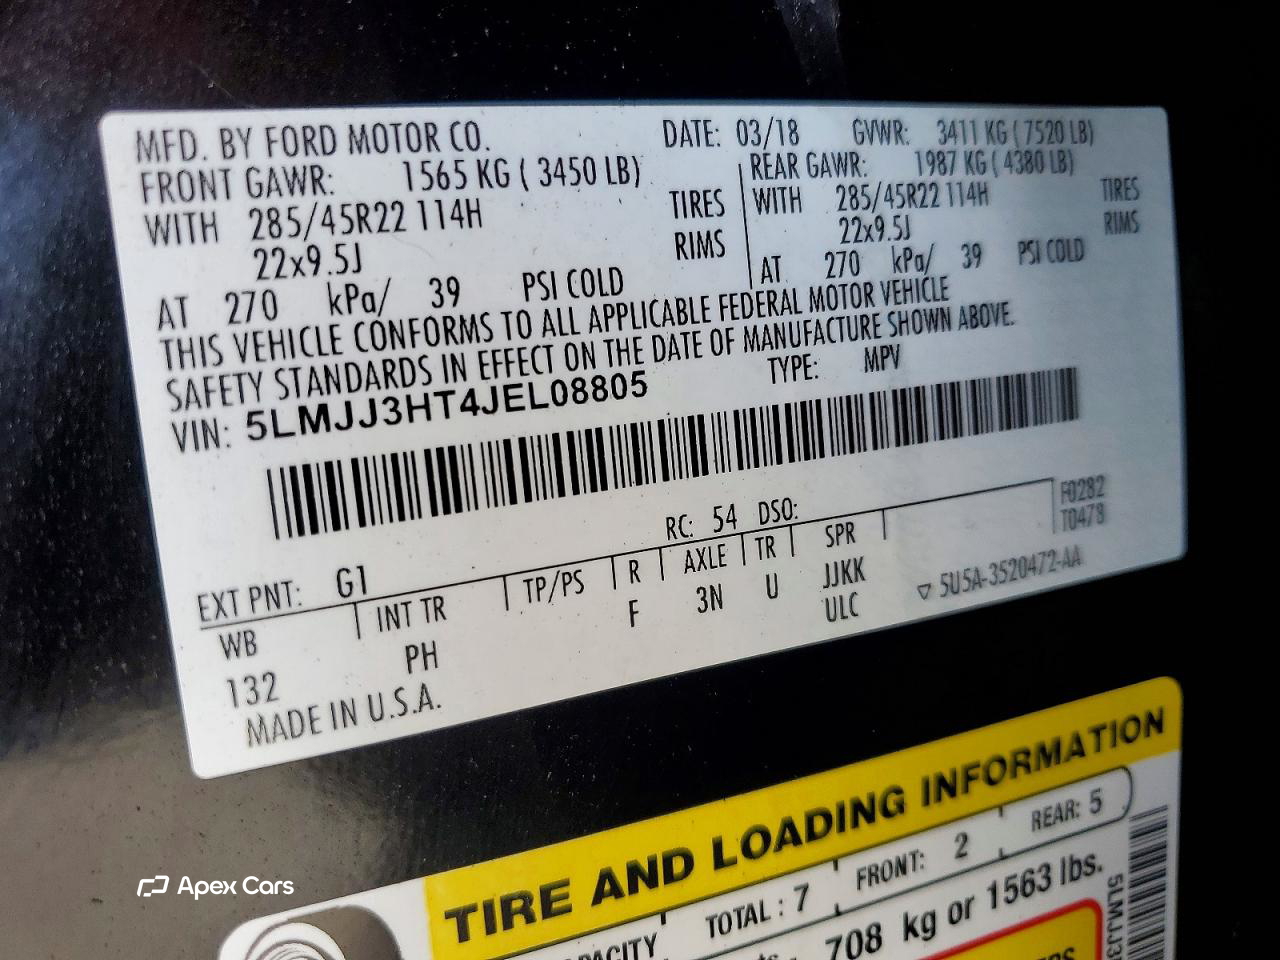 MFD. BY FORD MOTOR CO. DATE: 03/18 GVWR: 3411 KG ( 7520 LB)
FRONT GAWR: 1565 KG ( 3450 LB) REAR GAWR: 1987 KG ( 4380 LB)
WITH 285/45R22 114H TIRES WITH 285/45R22 114H TIRES
22x9.5J RIMS 22x9.5J RIMS
AT 270 kPa/ 39 PSI COLD AT 270 kPa/ 39 PSI COLD
THIS VEHICLE CONFORMS TO ALL APPLICABLE FEDERAL MOTOR VEHICLE
SAFETY STANDARDS IN EFFECT ON THE DATE OF MANUFACTURE SHOWN ABOVE.
VIN: 5LMJJ3HT4JEL08805 TYPE: MPV
F0282
T0478
EXT PNT: G1 RC: 54 DSO:
WB INT TR TP/PS R AXLE TR SPR
132 PH F 3N U JJKK
ULC
MADE IN U.S.A. ▽ 5U5A-3520472-AA
TIRE AND LOADING INFORMATION
TOTAL : 7 FRONT: 2 REAR: 5
708 kg or 1563 lbs.
5LMJJ3
Apex Cars